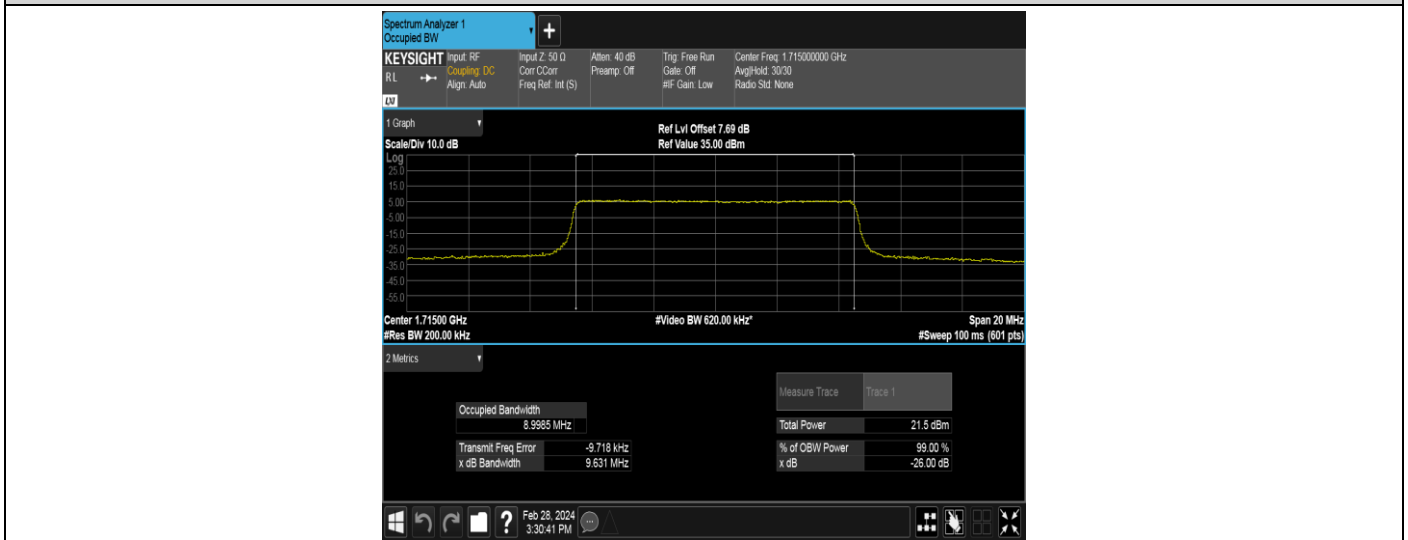 Spectrum Analyzer 1
Occupied BW
+
KEYSIGHT Input: RF Input Z: 50 Ω Atten: 40 dB Trig: Free Run Center Freq: 1.715000000 GHz
Coupling: DC Corr CCorr Preamp: Off Gate: Off Avg|Hold: 30/30
RL Align: Auto Freq Ref: Int (S) #IF Gain: Low Radio Std: None
LXI
1 Graph
Ref Lvl Offset 7.69 dB
Scale/Div 10.0 dB Ref Value 35.00 dBm
Log
25.0
15.0
5.00
-5.00
-15.0
-25.0
-35.0
-45.0
-55.0
Center 1.71500 GHz #Video BW 620.00 kHz* Span 20 MHz
#Res BW 200.00 kHz #Sweep 100 ms (601 pts)
2 Metrics
Measure Trace Trace 1
Occupied Bandwidth
8.9985 MHz Total Power 21.5 dBm
Transmit Freq Error -9.718 kHz % of OBW Power 99.00 %
x dB Bandwidth 9.631 MHz x dB -26.00 dB
? Feb 28, 2024
3:30:41 PM